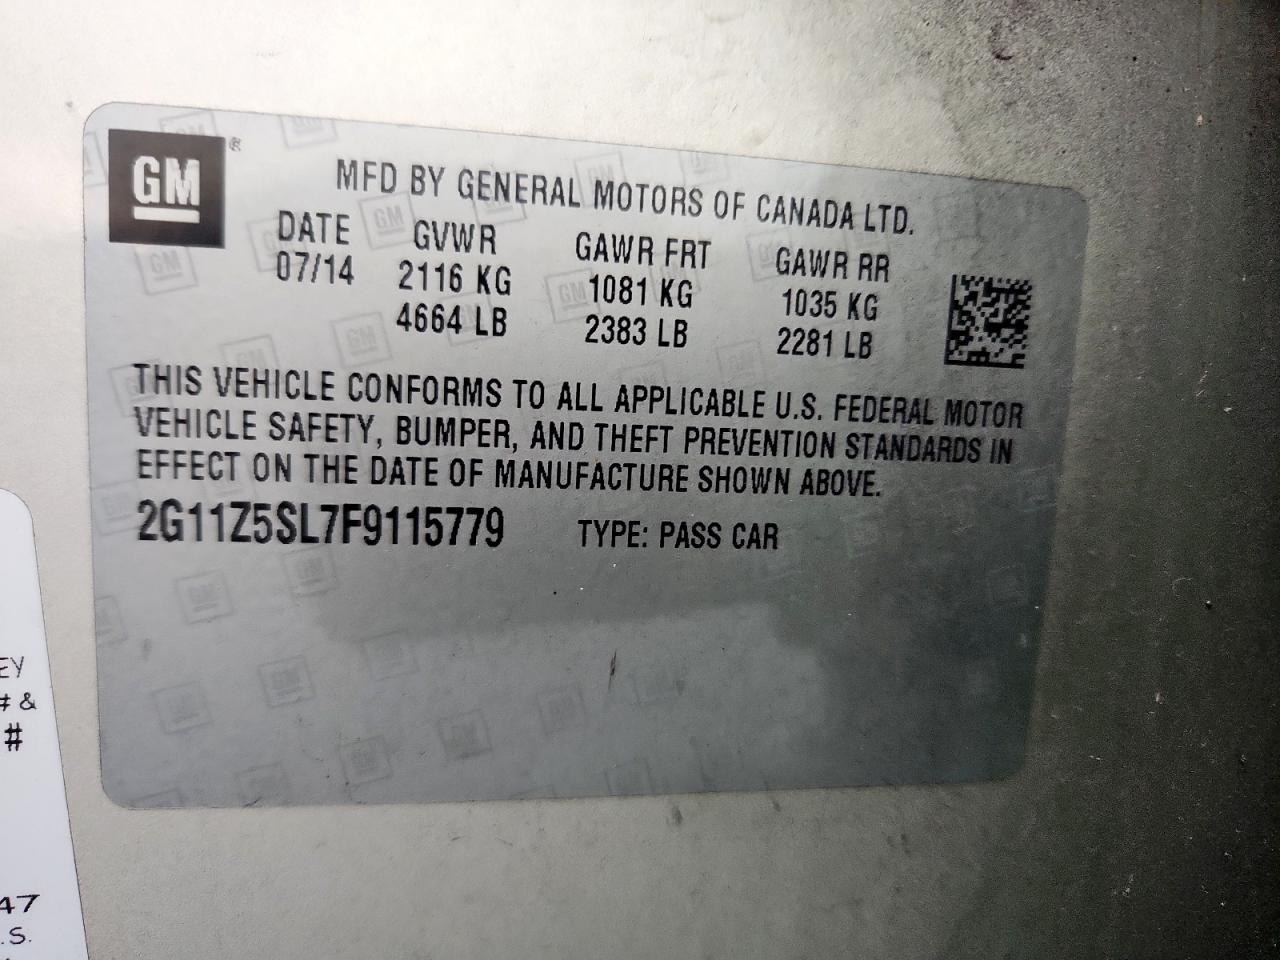 GM ®
MFD BY GENERAL MOTORS OF CANADA LTD.
DATE GVWR GAWR FRT GAWR RR
07/14 2116 KG 1081 KG 1035 KG
4664 LB 2383 LB 2281 LB
THIS VEHICLE CONFORMS TO ALL APPLICABLE U.S. FEDERAL MOTOR
VEHICLE SAFETY, BUMPER, AND THEFT PREVENTION STANDARDS IN
EFFECT ON THE DATE OF MANUFACTURE SHOWN ABOVE.
2G11Z5SL7F9115779 TYPE: PASS CAR
EY
# &
#
47
.S.